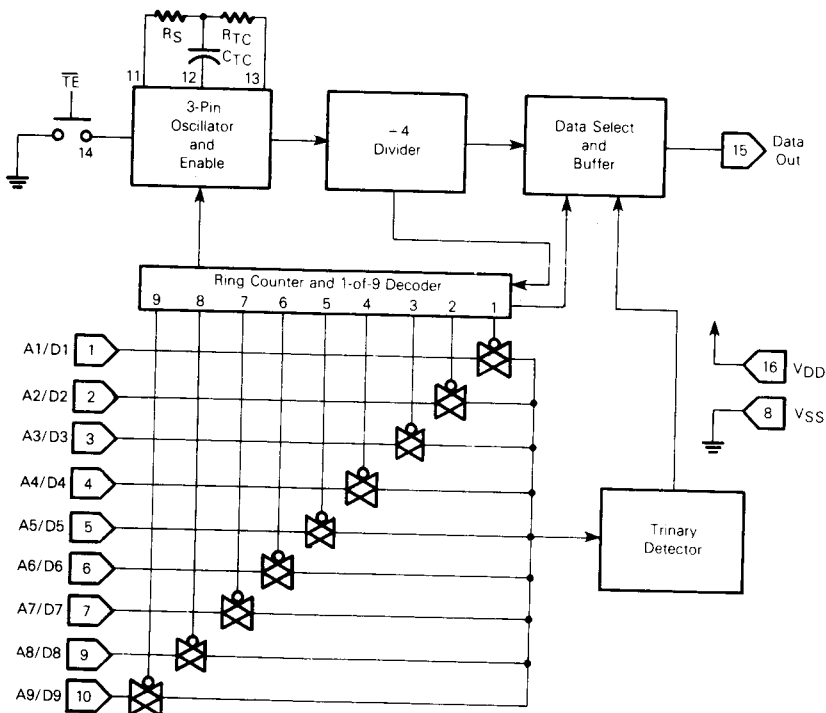 RS
RTC
CTC
11
12
13
TE
14
3-Pin
Oscillator
and
Enable
÷ 4
Divider
Data Select
and
Buffer
15
Data
Out
Ring Counter and 1-of-9 Decoder
9 8 7 6 5 4 3 2 1
A1/D1 1
A2/D2 2
A3/D3 3
A4/D4 4
A5/D5 5
A6/D6 6
A7/D7 7
A8/D8 9
A9/D9 10
16 VDD
8 VSS
Trinary
Detector